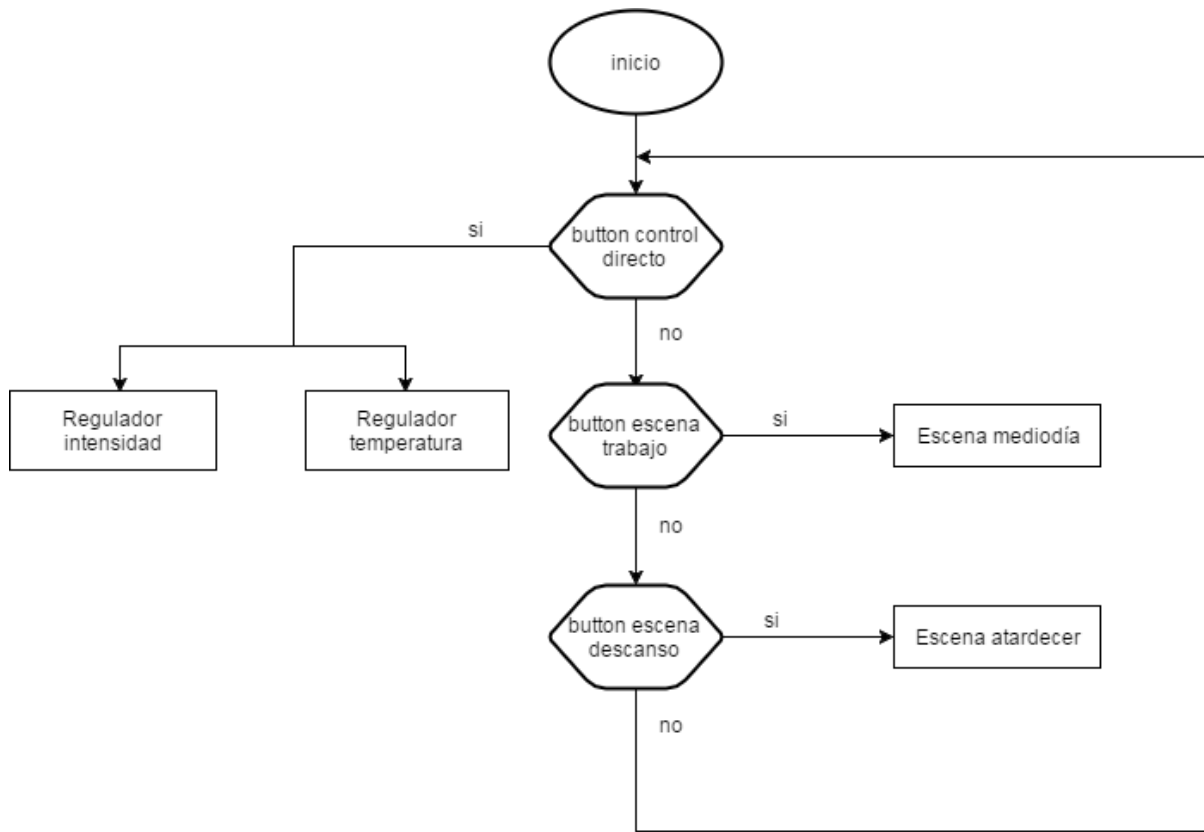 inicio
si
button control
directo
no
Regulador
intensidad
Regulador
temperatura
button escena
trabajo
si
Escena mediodía
no
button escena
descanso
si
Escena atardecer
no